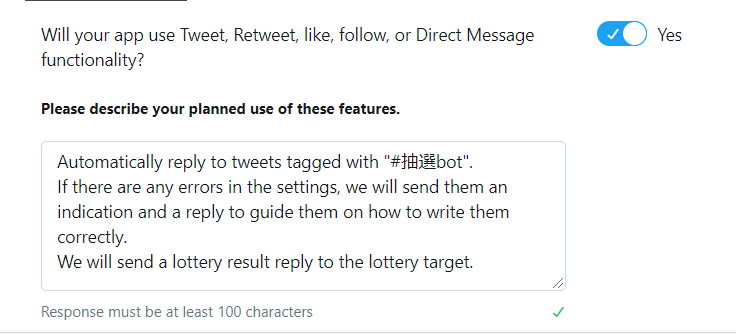 Will your app use Tweet, Retweet, like, follow, or Direct Message
functionality?
Yes
Please describe your planned use of these features.
Automatically reply to tweets tagged with "#抽選bot".
If there are any errors in the settings, we will send them an
indication and a reply to guide them on how to write them
correctly.
We will send a lottery result reply to the lottery target.
Response must be at least 100 characters